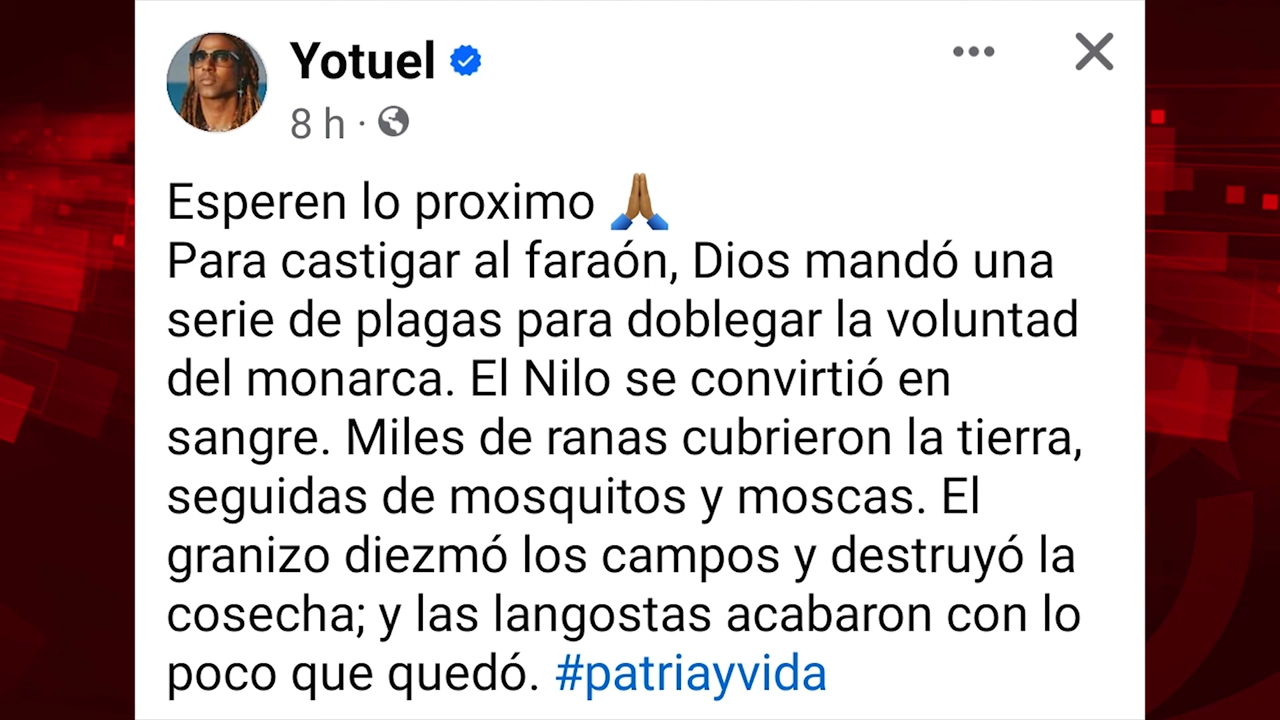 Yotuel
8 h ·
Esperen lo proximo 🙏🏾
Para castigar al faraón, Dios mandó una
serie de plagas para doblegar la voluntad
del monarca. El Nilo se convirtió en
sangre. Miles de ranas cubrieron la tierra,
seguidas de mosquitos y moscas. El
granizo diezmó los campos y destruyó la
cosecha; y las langostas acabaron con lo
poco que quedó. #patriayvida